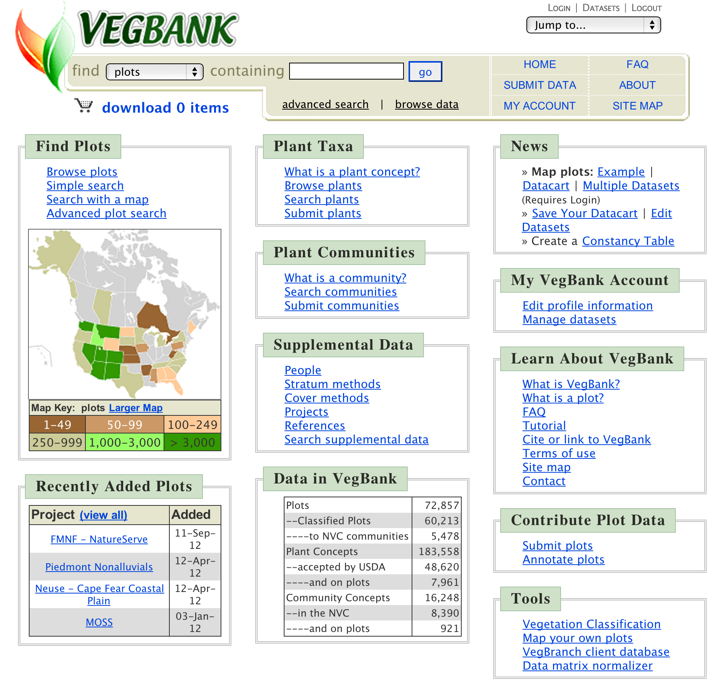 LOGIN | DATASETS | LOGOUT
VEGBANK
Jump to...
find plots containing go
HOME FAQ
SUBMIT DATA ABOUT
MY ACCOUNT SITE MAP
download 0 items
advanced search | browse data
Find Plots
Browse plots
Simple search
Search with a map
Advanced plot search
Map Key: plots Larger Map
1-49 50-99 100-249
250-999 1,000-3,000 > 3,000
Recently Added Plots
Project (view all) Added
FMNF - NatureServe 11-Sep-
12
Piedmont Nonalluvials 12-Apr-
12
Neuse - Cape Fear Coastal
Plain 12-Apr-
12
MOSS 03-Jan-
12
Plant Taxa
What is a plant concept?
Browse plants
Search plants
Submit plants
Plant Communities
What is a community?
Search communities
Submit communities
Supplemental Data
People
Stratum methods
Cover methods
Projects
References
Search supplemental data
Data in VegBank
Plots 72,857
--Classified Plots 60,213
----to NVC communities 5,478
Plant Concepts 183,558
--accepted by USDA 48,620
----and on plots 7,961
Community Concepts 16,248
--in the NVC 8,390
----and on plots 921
News
» Map plots: Example |
Datacart | Multiple Datasets
(Requires Login)
» Save Your Datacart | Edit
Datasets
» Create a Constancy Table
My VegBank Account
Edit profile information
Manage datasets
Learn About VegBank
What is VegBank?
What is a plot?
FAQ
Tutorial
Cite or link to VegBank
Terms of use
Site map
Contact
Contribute Plot Data
Submit plots
Annotate plots
Tools
Vegetation Classification
Map your own plots
VegBranch client database
Data matrix normalizer